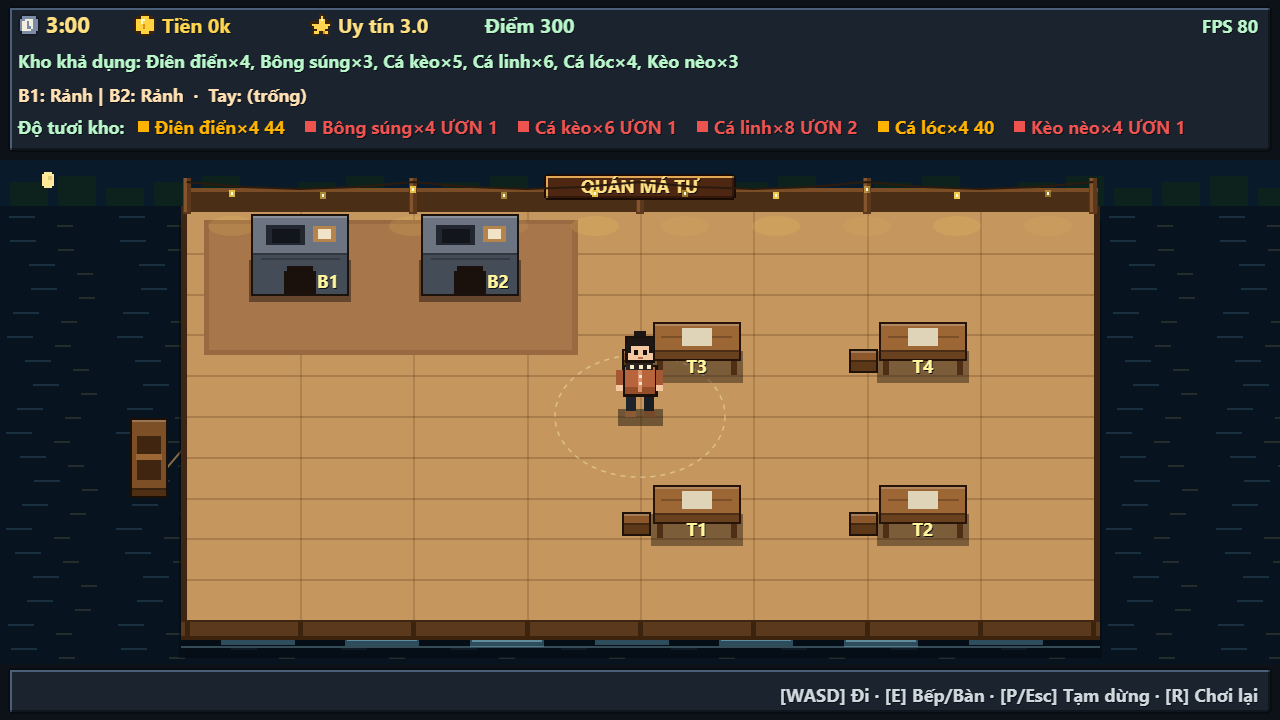 3:00 Tiền 0k Uy tín 3.0 Điểm 300 FPS 80
Kho khả dụng: Điên điển×4, Bông súng×3, Cá kèo×5, Cá linh×6, Cá lóc×4, Kèo nèo×3
B1: Rảnh | B2: Rảnh · Tay: (trống)
Độ tươi kho: Điên điển×4 44 Bông súng×4 ƯƠN 1 Cá kèo×6 ƯƠN 1 Cá linh×8 ƯƠN 2 Cá lóc×4 40 Kèo nèo×4 ƯƠN 1
QUÁN MÁ TƯ
B1 B2
T3 T4
T1 T2
[WASD] Đi · [E] Bếp/Bàn · [P/Esc] Tạm dừng · [R] Chơi lại